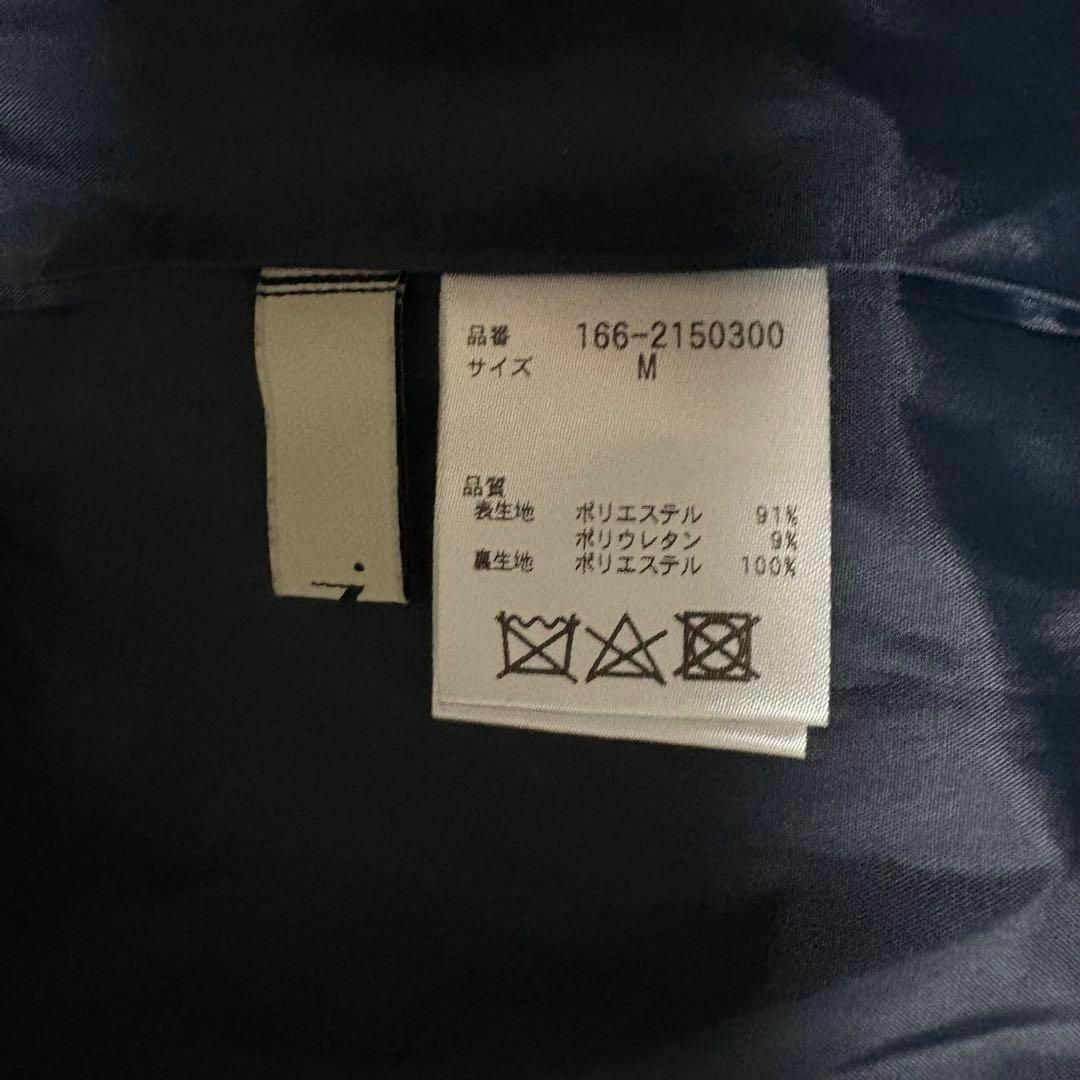 品番 166-2150300
サイズ M
品質
表生地 ポリエステル 91%
ポリウレタン 9%
裏生地 ポリエステル 100%